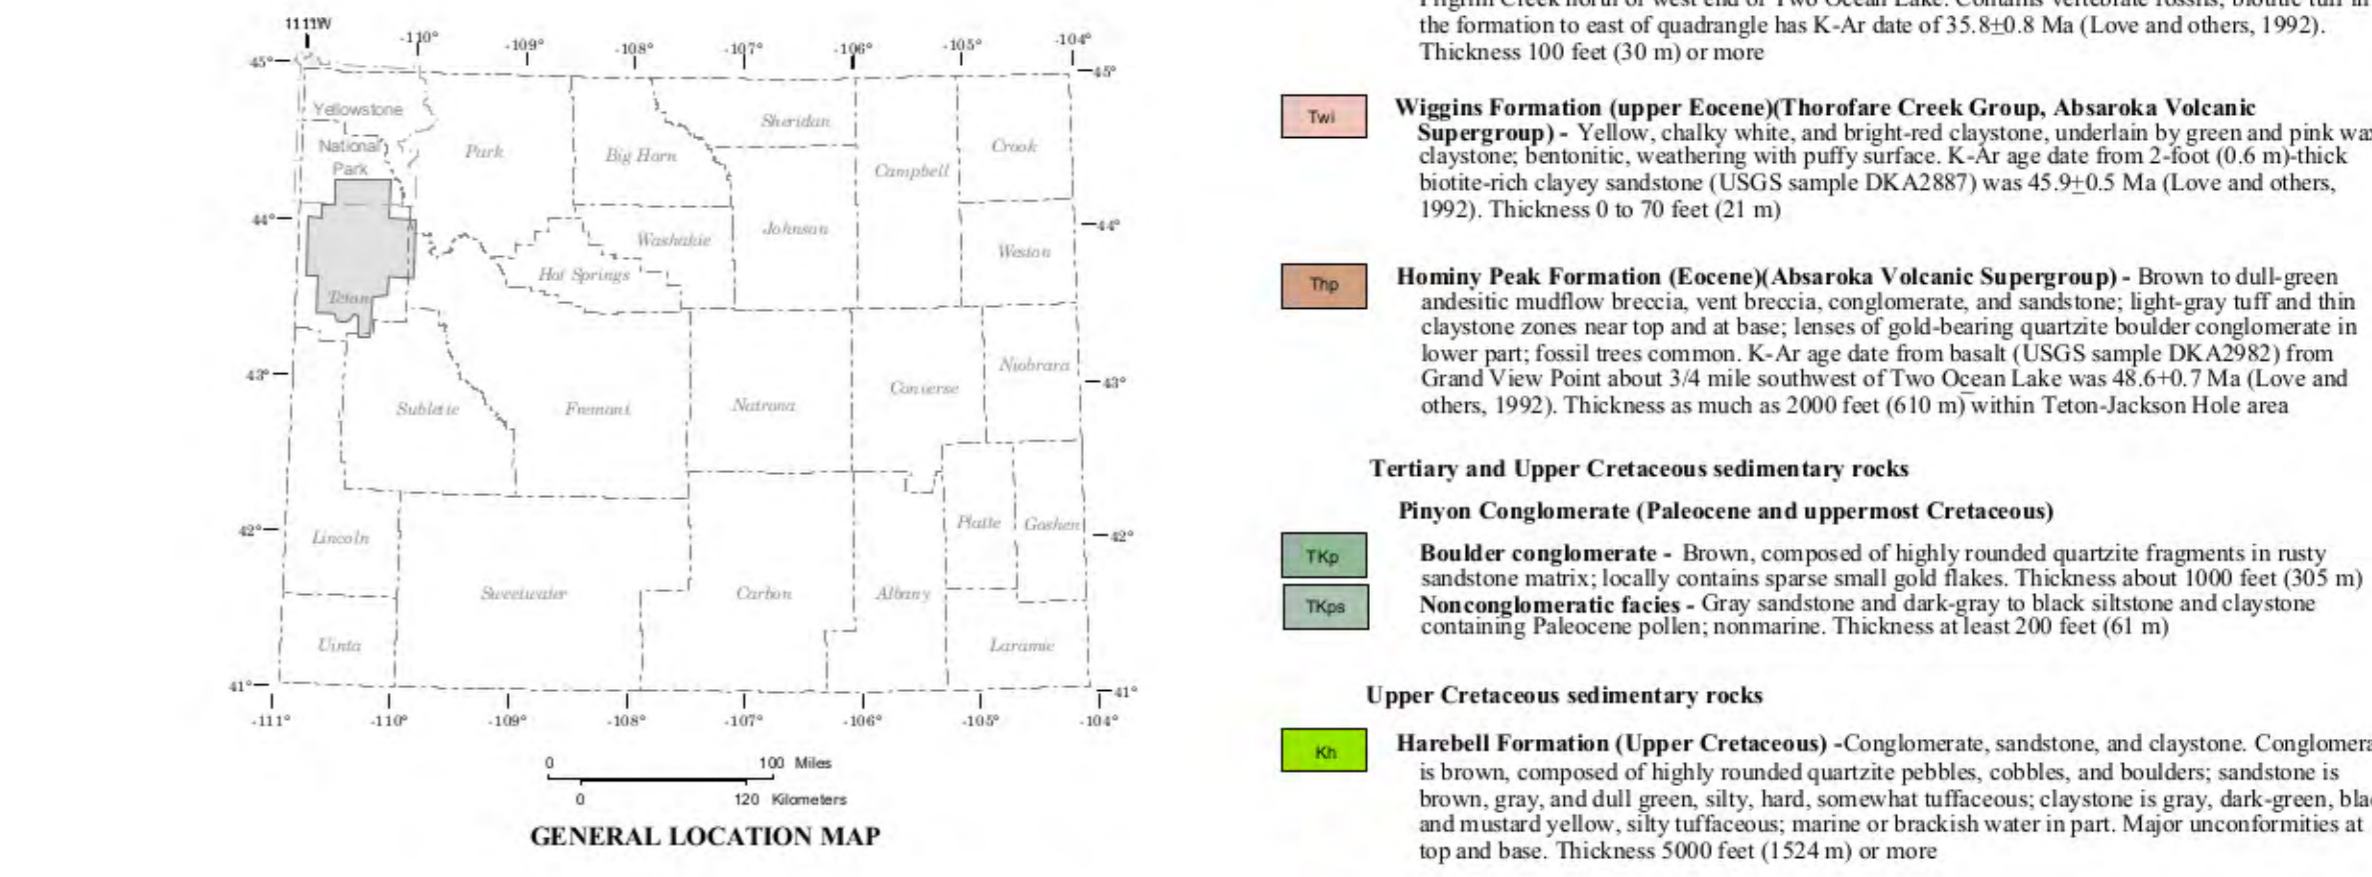 1111W
-110°
-109°
-108°
-107°
-106°
-105°
-104°
45°
45°
Yellowstone
National
Park
Park
Big Horn
Sheridan
Campbell
Crook
44°
44°
Teton
Hot Springs
Washakie
Johnson
Weston
43°
43°
Sublette
Fremont
Natrona
Converse
Niobrara
42°
42°
Lincoln
Sweetwater
Carbon
Albany
Platte
Goshen
Uinta
Laramie
41°
41°
-111°
-110°
-109°
-108°
-107°
-106°
-105°
-104°
0 100 Miles
0 120 Kilometers
GENERAL LOCATION MAP
the formation to east of quadrangle has K-Ar date of 35.8±0.8 Ma (Love and others, 1992).
Thickness 100 feet (30 m) or more
Twi
Wiggins Formation (upper Eocene)(Thorofare Creek Group, Absaroka Volcanic
Supergroup) - Yellow, chalky white, and bright-red claystone, underlain by green and pink
claystone; bentonitic, weathering with puffy surface. K-Ar age date from 2-foot (0.6 m)-thick
biotite-rich clayey sandstone (USGS sample DKA2887) was 45.9±0.5 Ma (Love and others,
1992). Thickness 0 to 70 feet (21 m)
Thp
Hominy Peak Formation (Eocene)(Absaroka Volcanic Supergroup) - Brown to dull-green
andesitic mudflow breccia, vent breccia, conglomerate, and sandstone; light-gray tuff and thin
claystone zones near top and at base; lenses of gold-bearing quartzite boulder conglomerate in
lower part; fossil trees common. K-Ar age date from basalt (USGS sample DKA2982) from
Grand View Point about 3/4 mile southwest of Two Ocean Lake was 48.6±0.7 Ma (Love and
others, 1992). Thickness as much as 2000 feet (610 m) within Teton-Jackson Hole area
Tertiary and Upper Cretaceous sedimentary rocks
Pinyon Conglomerate (Paleocene and uppermost Cretaceous)
TKp
Boulder conglomerate - Brown, composed of highly rounded quartzite fragments in rusty
sandstone matrix; locally contains sparse small gold flakes. Thickness about 1000 feet (305 m)
TKps
Nonconglomeratic facies - Gray sandstone and dark-gray to black siltstone and claystone
containing Paleocene pollen; nonmarine. Thickness at least 200 feet (61 m)
Upper Cretaceous sedimentary rocks
Kh
Harebell Formation (Upper Cretaceous) -Conglomerate, sandstone, and claystone.
is brown, composed of highly rounded quartzite pebbles, cobbles, and boulders; sandstone is
brown, gray, and dull green, silty, hard, somewhat tuffaceous; claystone is gray, dark-green,
and mustard yellow, silty tuffaceous; marine or brackish water in part. Major unconformities at
top and base. Thickness 5000 feet (1524 m) or more